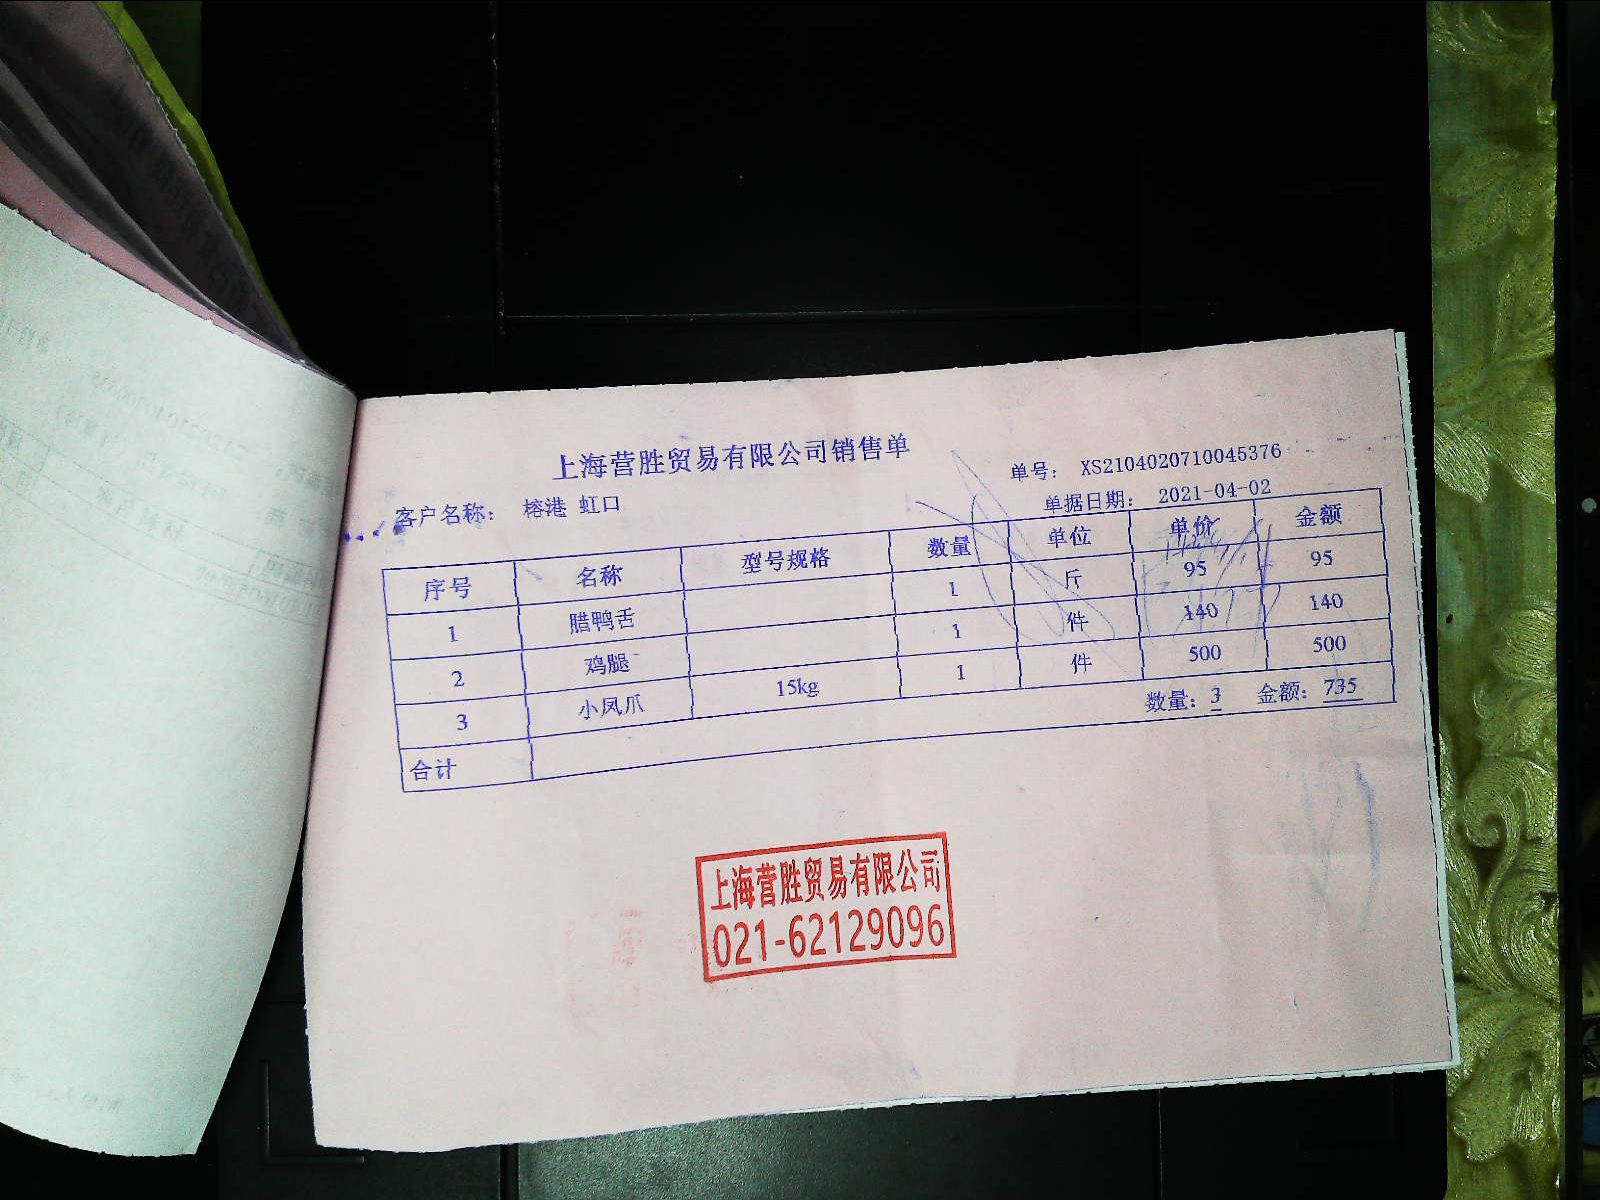 上海营胜贸易有限公司销售单
单号： XS2104020710045376
客户名称： 榕港 虹口
单据日期： 2021-04-02
序号 名称 型号规格 数量 单位 单价 金额
1 腊鸭舌 1 斤 95 95
2 鸡腿 1 件 140 140
3 小凤爪 15kg 1 件 500 500
合计 数量：3 金额：735
上海营胜贸易有限公司
021-62129096